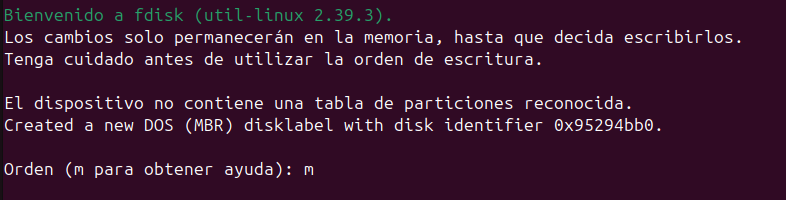 Bienvenido a fdisk (util-linux 2.39.3).
Los cambios solo permanecerán en la memoria, hasta que decida escribirlos.
Tenga cuidado antes de utilizar la orden de escritura.
El dispositivo no contiene una tabla de particiones reconocida.
Created a new DOS (MBR) disklabel with disk identifier 0x95294bb0.
Orden (m para obtener ayuda): m